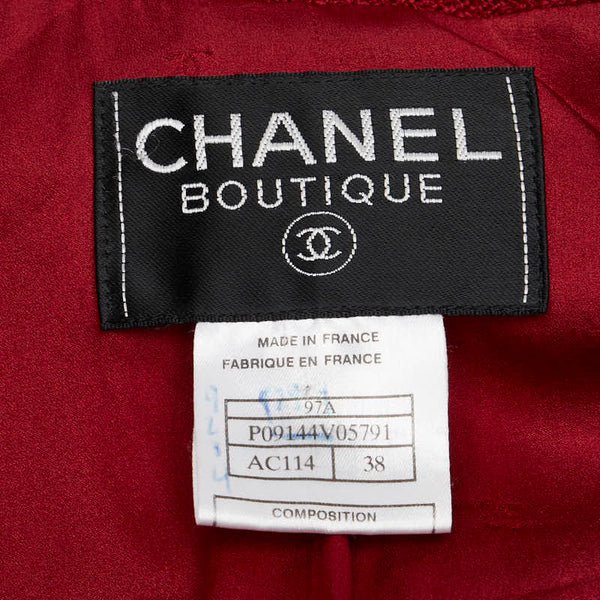 CHANEL
BOUTIQUE
MADE IN FRANCE
FABRIQUE EN FRANCE
97A
P09144V05791
AC114 38
COMPOSITION